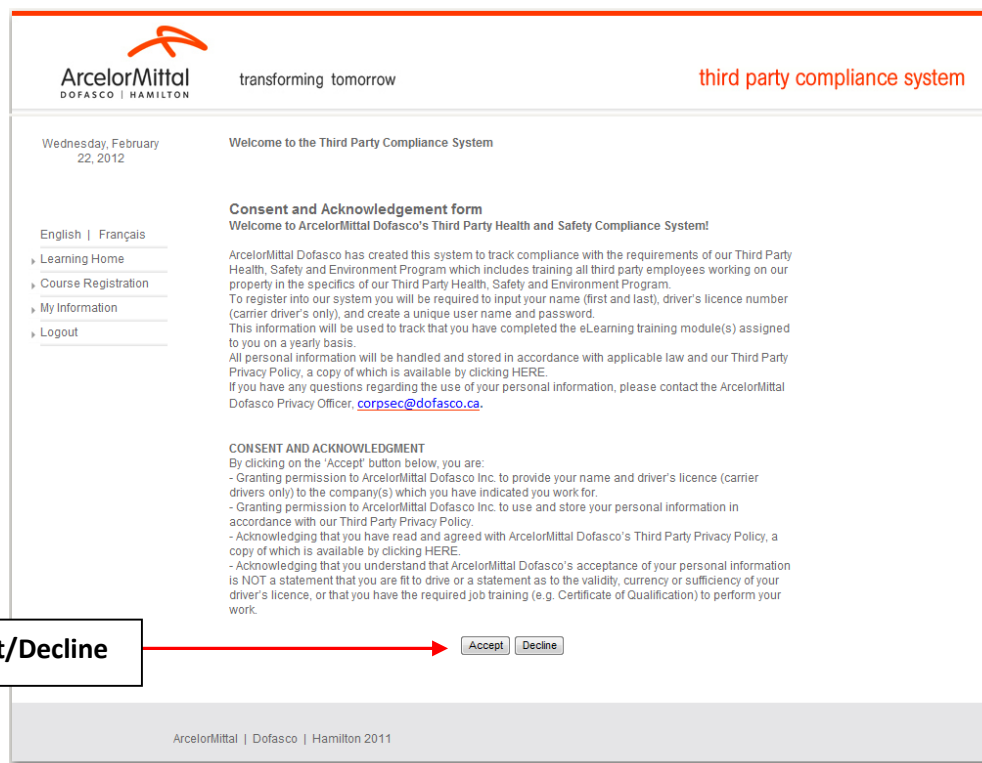 ArcelorMittal
DOFASCO | HAMILTON
transforming tomorrow
third party compliance system
Wednesday, February
22, 2012
English | Français
Learning Home
Course Registration
My Information
Logout
Welcome to the Third Party Compliance System
Consent and Acknowledgement form
Welcome to ArcelorMittal Dofasco's Third Party Health and Safety Compliance System!
ArcelorMittal Dofasco has created this system to track compliance with the requirements of our Third Party
Health, Safety and Environment Program which includes training all third party employees working on our
property in the specifics of our Third Party Health, Safety and Environment Program.
To register into our system you will be required to input your name (first and last), driver's licence number
(carrier driver's only), and create a unique user name and password.
This information will be used to track that you have completed the eLearning training module(s) assigned
to you on a yearly basis.
All personal information will be handled and stored in accordance with applicable law and our Third Party
Privacy Policy, a copy of which is available by clicking HERE.
If you have any questions regarding the use of your personal information, please contact the ArcelorMittal
Dofasco Privacy Officer, corpsec@dofasco.ca.
CONSENT AND ACKNOWLEDGMENT
By clicking on the 'Accept' button below, you are:
- Granting permission to ArcelorMittal Dofasco Inc. to provide your name and driver's licence (carrier
drivers only) to the company(s) which you have indicated you work for.
- Granting permission to ArcelorMittal Dofasco Inc. to use and store your personal information in
accordance with our Third Party Privacy Policy.
- Acknowledging that you have read and agreed with ArcelorMittal Dofasco's Third Party Privacy Policy, a
copy of which is available by clicking HERE.
- Acknowledging that you understand that ArcelorMittal Dofasco's acceptance of your personal information
is NOT a statement that you are fit to drive or a statement as to the validity, currency or sufficiency of your
driver's licence, or that you have the required job training (e.g. Certificate of Qualification) to perform your
work.
t/Decline
Accept Decline
ArcelorMittal | Dofasco | Hamilton 2011